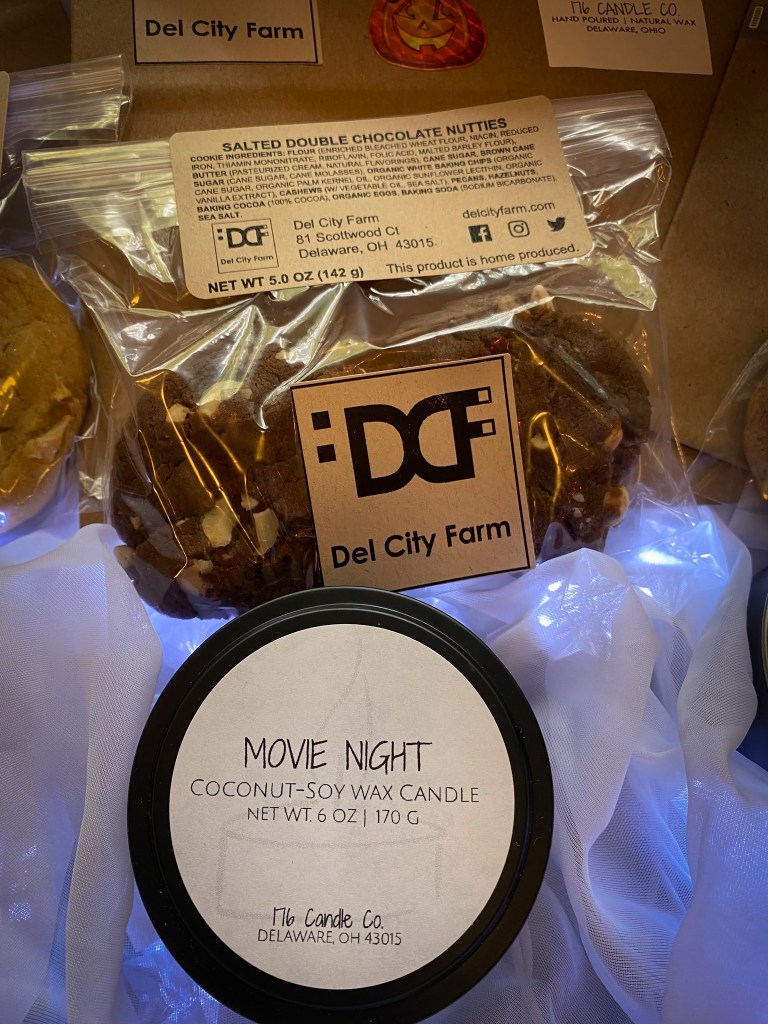 Del City Farm
176 CANDLE CO.
HAND POURED | NATURAL WAX
DELAWARE, OHIO
SALTED DOUBLE CHOCOLATE NUTTIES
COOKIE INGREDIENTS: FLOUR (ENRICHED BLEACHED WHEAT FLOUR, NIACIN, REDUCED
IRON, THIAMIN MONONITRATE, RIBOFLAVIN, FOLIC ACID, MALTED BARLEY FLOUR),
BUTTER (PASTEURIZED CREAM, NATURAL FLAVORINGS), CANE SUGAR, BROWN CANE
SUGAR (CANE SUGAR, CANE MOLASSES), ORGANIC WHITE BAKING CHIPS (ORGANIC
CANE SUGAR, ORGANIC PALM KERNEL OIL, ORGANIC SUNFLOWER LECITHIN, ORGANIC
VANILLA EXTRACT), CASHEWS (W/ VEGETABLE OIL, SEA SALT), PECANS, HAZELNUTS,
BAKING COCOA (100% COCOA), ORGANIC EGGS, BAKING SODA (SODIUM BICARBONATE),
SEA SALT.
:DCF
Del City Farm
Del City Farm
81 Scottwood Ct
Delaware, OH 43015
delcityfarm.com
NET WT 5.0 OZ (142 g)
This product is home produced.
:DCF
Del City Farm
MOVIE NIGHT
COCONUT-SOY WAX CANDLE
NET WT. 6 OZ | 170 G
176 Candle Co.
DELAWARE, OH 43015